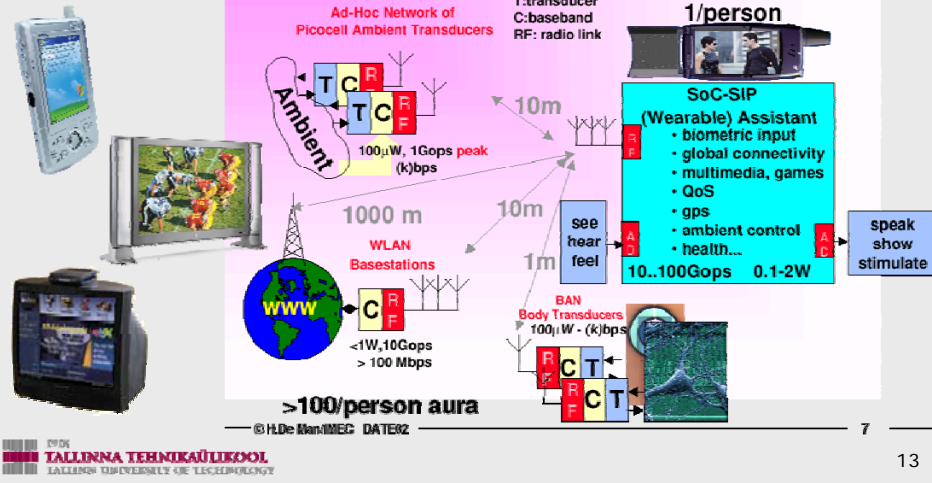 Ad-Hoc Network of
Picocell Ambient Transducers
T:transducer
C:baseband
RF: radio link
1/person
Ambient
T C R F
T C R F
100μW, 1Gops peak
(k)bps
10m
1000 m
10m
1m
SoC-SIP
(Wearable) Assistant
• biometric input
• global connectivity
• multimedia, games
• QoS
• gps
• ambient control
• health...
10..100Gops 0.1-2W
R F
see
hear
feel
A D
A D
speak
show
stimulate
WLAN
Basestations
WWW
C R F
<1W,10Gops
> 100 Mbps
BAN
Body Transducers
100μW - (k)bps
R F C T
R F C T
>100/person aura
© H.De Man/IMEC DATE02
7
TALLINNA TEHNIKAÜLIKOOL
TALLINN UNIVERSITY OF TECHNOLOGY
13